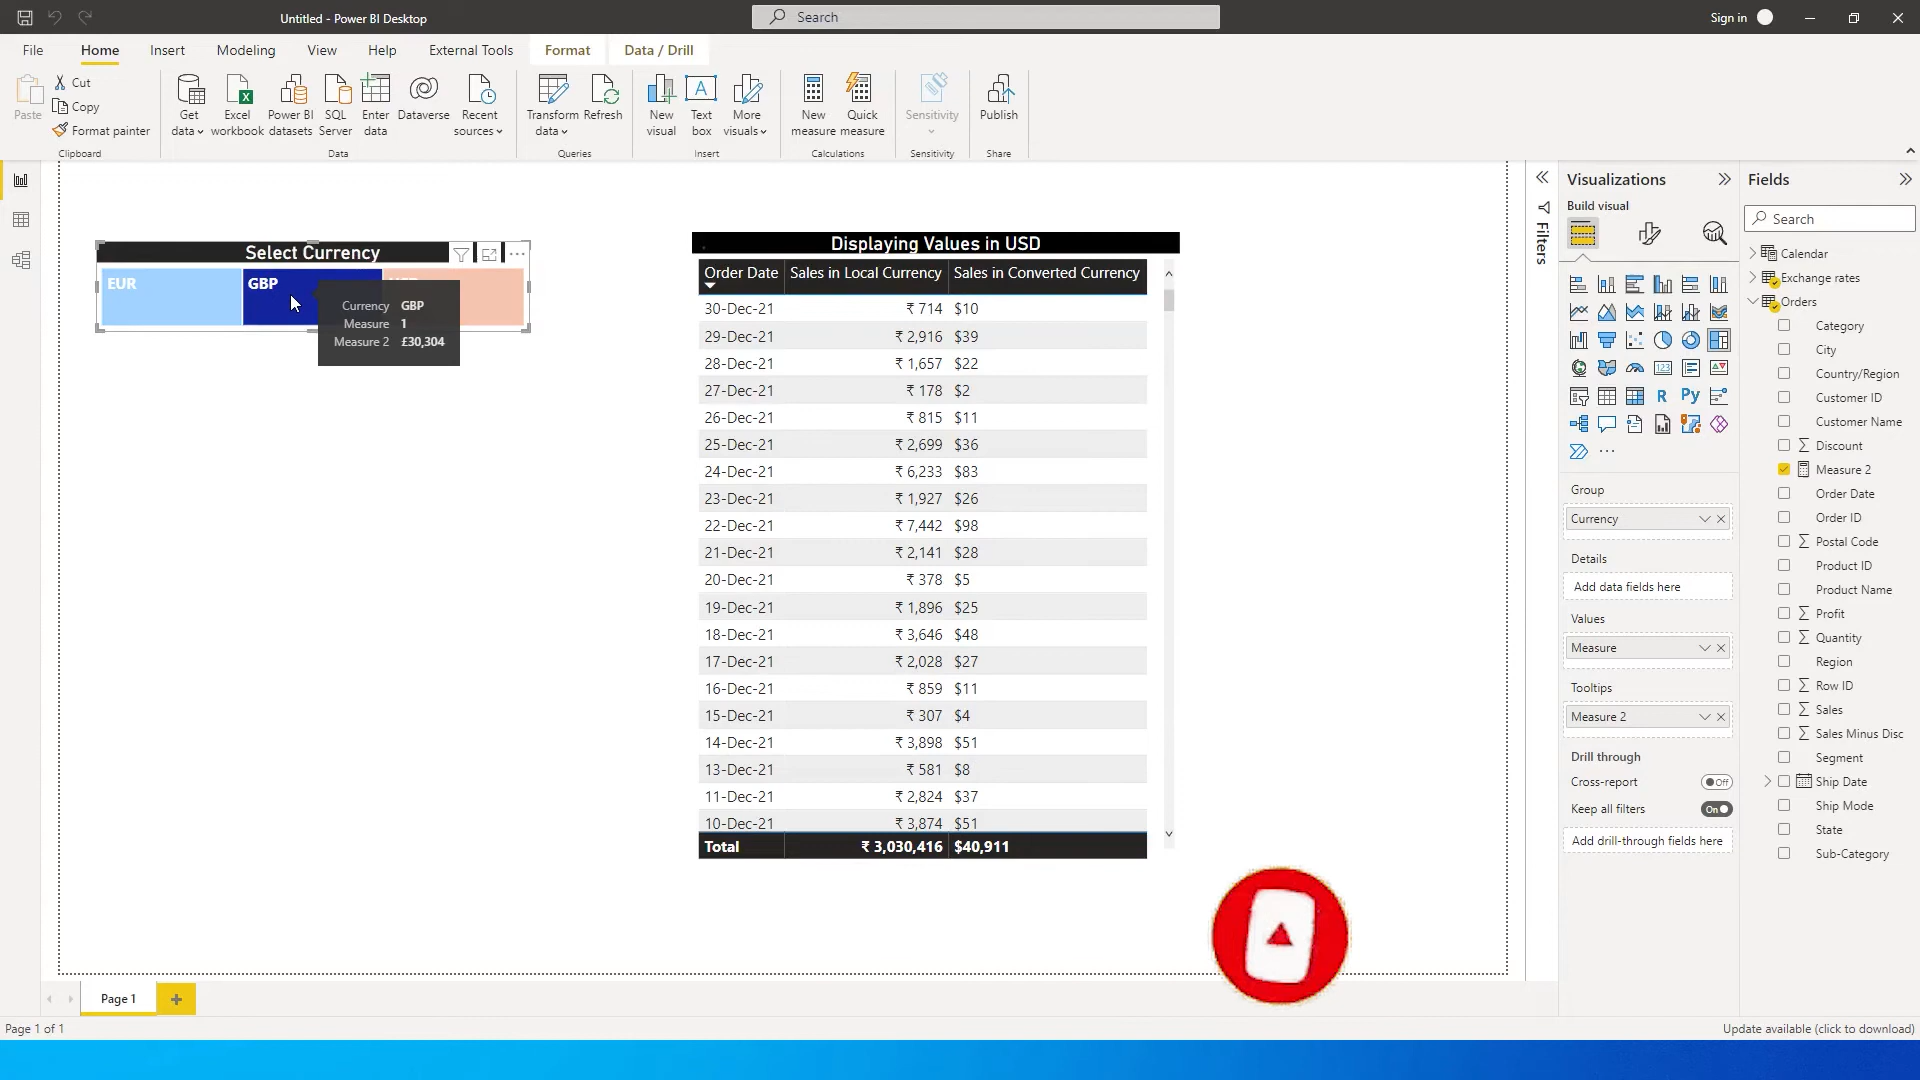 Untitled - Power BI Desktop
Search
Sign in
File
Home
Insert
Modeling
View
Help
External Tools
Format
Data / Drill
Paste
Cut
Copy
Format painter
Clipboard
Get data
Excel workbook
Power BI datasets
SQL Server
Enter data
Dataverse
Recent sources
Data
Transform data
Refresh
Queries
New visual
Text box
More visuals
Insert
New measure
Quick measure
Calculations
Sensitivity
Sensitivity
Publish
Share
Select Currency
EUR
GBP
Currency GBP
Measure 1
Measure 2 £30,304
Displaying Values in USD
Order Date Sales in Local Currency Sales in Converted Currency
30-Dec-21 ₹ 714 $10
29-Dec-21 ₹ 2,916 $39
28-Dec-21 ₹ 1,657 $22
27-Dec-21 ₹ 178 $2
26-Dec-21 ₹ 815 $11
25-Dec-21 ₹ 2,699 $36
24-Dec-21 ₹ 6,233 $83
23-Dec-21 ₹ 1,927 $26
22-Dec-21 ₹ 7,442 $98
21-Dec-21 ₹ 2,141 $28
20-Dec-21 ₹ 378 $5
19-Dec-21 ₹ 1,896 $25
18-Dec-21 ₹ 3,646 $48
17-Dec-21 ₹ 2,028 $27
16-Dec-21 ₹ 859 $11
15-Dec-21 ₹ 307 $4
14-Dec-21 ₹ 3,898 $51
13-Dec-21 ₹ 581 $8
11-Dec-21 ₹ 2,824 $37
10-Dec-21 ₹ 3,874 $51
Total ₹ 3,030,416 $40,911
Filters
Visualizations
Build visual
123
R
Py
Group
Currency
Details
Add data fields here
Values
Measure
Tooltips
Measure 2
Drill through
Cross-report Off
Keep all filters On
Add drill-through fields here
Fields
Search
Calendar
Exchange rates
Orders
Category
City
Country/Region
Customer ID
Customer Name
Discount
Measure 2
Order Date
Order ID
Postal Code
Product ID
Product Name
Profit
Quantity
Region
Row ID
Sales
Sales Minus Disc
Segment
Ship Date
Ship Mode
State
Sub-Category
Page 1
Page 1 of 1
Update available (click to download)